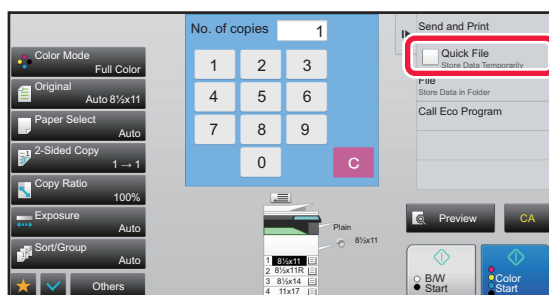 No. of copies 1
1 2 3
4 5 6
7 8 9
0 C
Color Mode
Full Color
Original
Auto 8½x11
Paper Select
Auto
2-Sided Copy
1→1
Copy Ratio
100%
Exposure
Auto
Sort/Group
Auto
Others
Plain
8½x11
1 8½x11
2 8½x11R
3 8½x14
4 11x17
Send and Print
Quick File
Store Data Temporarily
File
Store Data in Folder
Call Eco Program
Preview
CA
B/W
Start
Color
Start